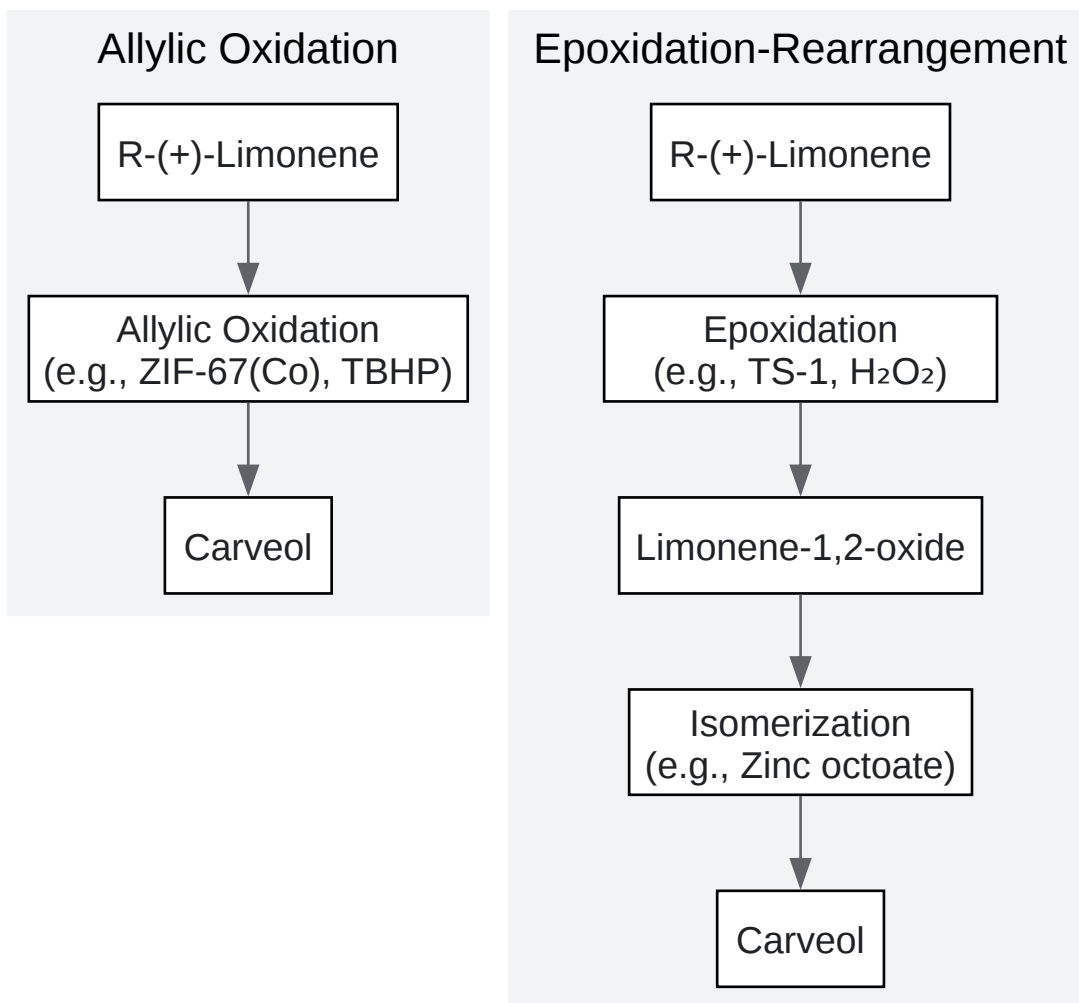 Allylic Oxidation
R-(+)-Limonene
Allylic Oxidation
(e.g., ZIF-67(Co), TBHP)
Carveol
Epoxidation-Rearrangement
R-(+)-Limonene
Epoxidation
(e.g., TS-1, H₂O₂)
Limonene-1,2-oxide
Isomerization
(e.g., Zinc octoate)
Carveol